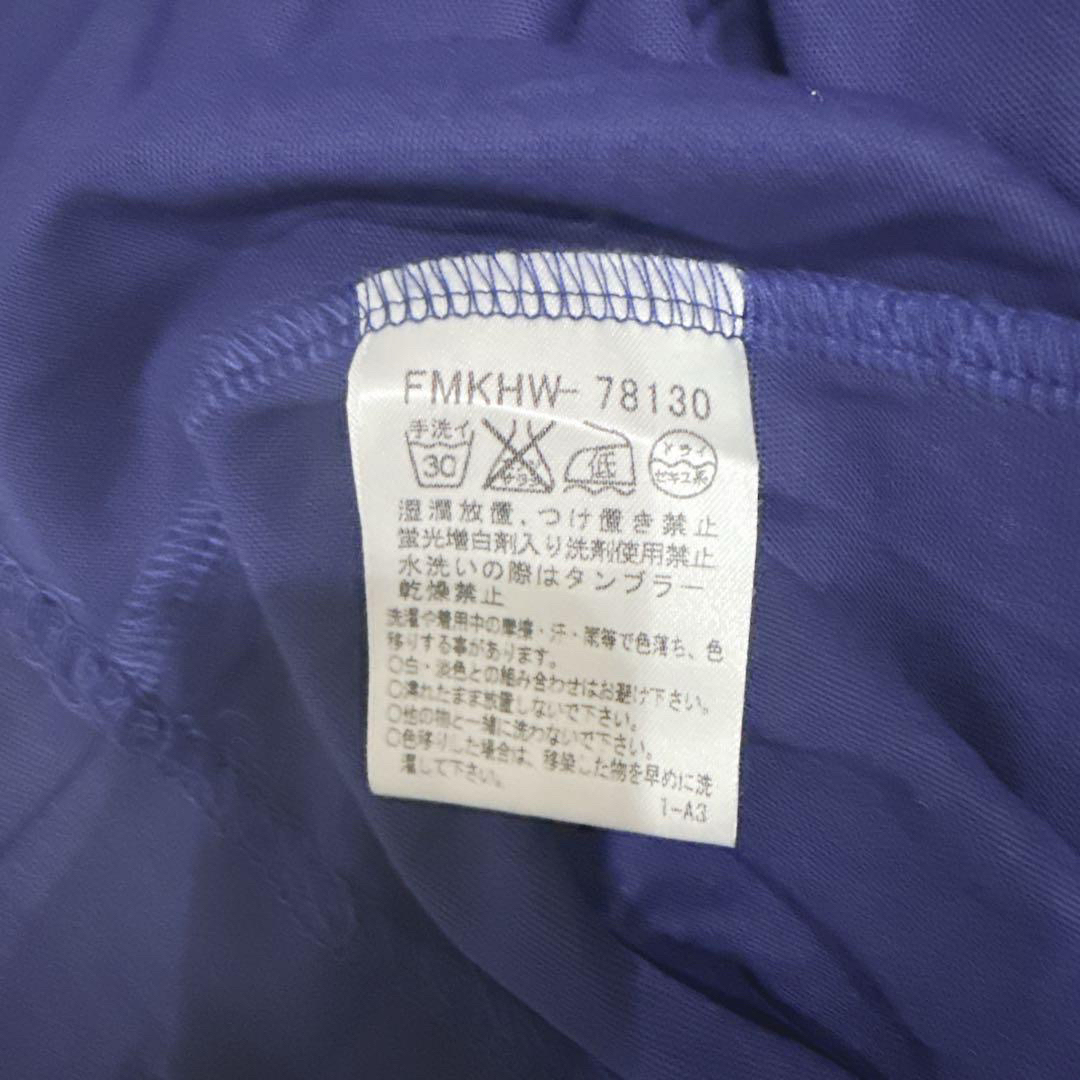 FMKHW- 78130
手洗イ 30 エンソ サラシ 低 ドライ セキユ系
湿潤放置、つけ置き禁止
蛍光増白剤入り洗剤使用禁止
水洗いの際はタンブラー
乾燥禁止
洗濯や着用中の摩擦・汗・雨等で色落ち、色
移りする事があります。
○白・淡色との組み合わせはお避け下さい。
○濡れたまま放置しないで下さい。
○他の物と一緒に洗わないで下さい。
○色移りした場合は、移染した物を早めに洗
濯して下さい。
1-A3